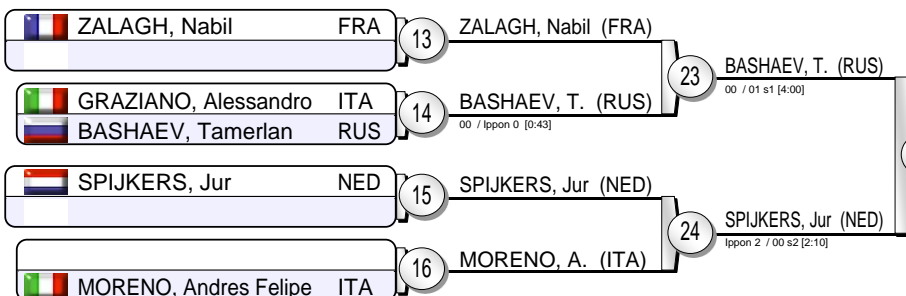 ZALAGH, Nabil FRA
13
ZALAGH, Nabil (FRA)
23
BASHAEV, T. (RUS)
00 / 01 s1 [4:00]
GRAZIANO, Alessandro ITA
BASHAEV, Tamerlan RUS
14
BASHAEV, T. (RUS)
00 / Ippon 0 [0:43]
SPIJKERS, Jur NED
15
SPIJKERS, Jur (NED)
24
SPIJKERS, Jur (NED)
Ippon 2 / 00 s2 [2:10]
MORENO, Andres Felipe ITA
16
MORENO, A. (ITA)